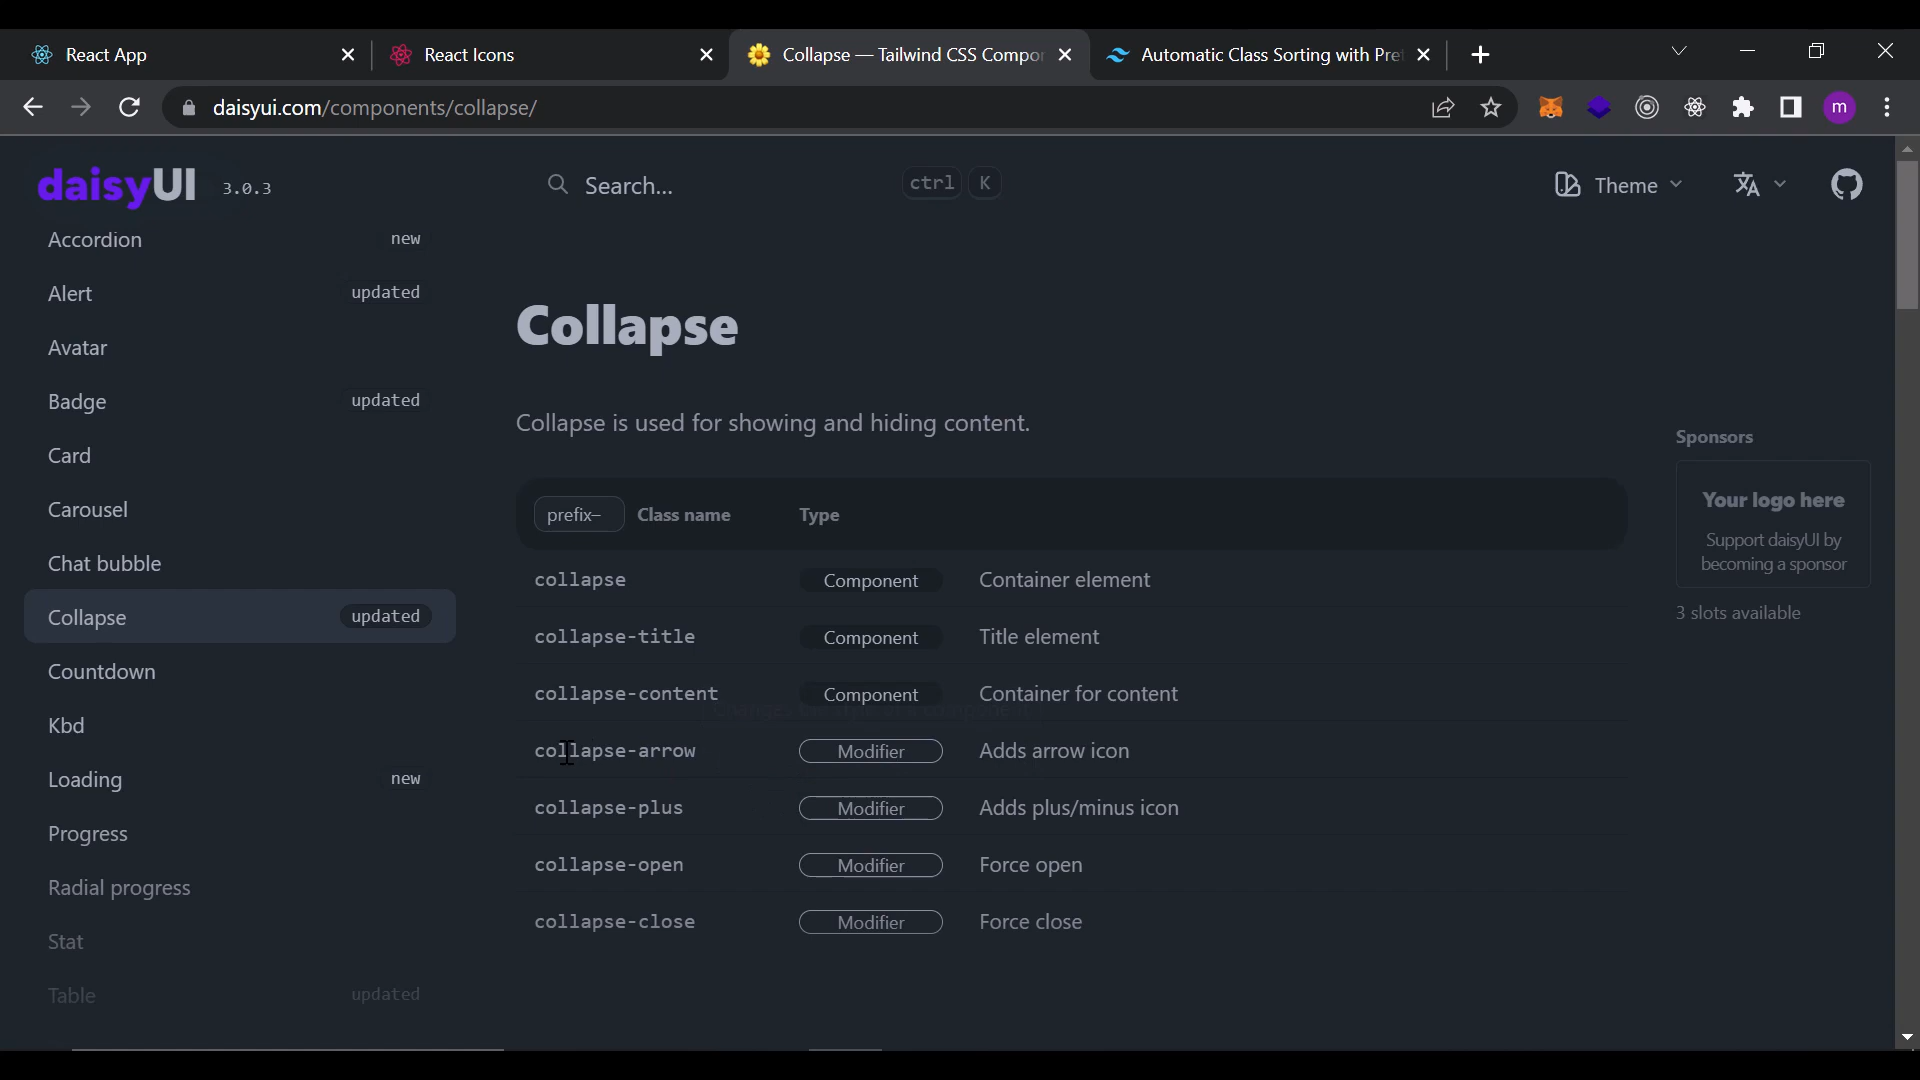 React App
React Icons
Collapse — Tailwind CSS Compo
Automatic Class Sorting with Pret
daisyui.com/components/collapse/
m
daisyUI 3.0.3
Search...
ctrl K
Theme
Accordion new
Alert updated
Avatar
Badge updated
Card
Carousel
Chat bubble
Collapse updated
Countdown
Kbd
Loading new
Progress
Radial progress
Stat
Table updated
Collapse
Collapse is used for showing and hiding content.
prefix- Class name Type
collapse Component Container element
collapse-title Component Title element
collapse-content Component Container for content
collapse-arrow Modifier Adds arrow icon
collapse-plus Modifier Adds plus/minus icon
collapse-open Modifier Force open
collapse-close Modifier Force close
Sponsors
Your logo here
Support daisyUI by
becoming a sponsor
3 slots available